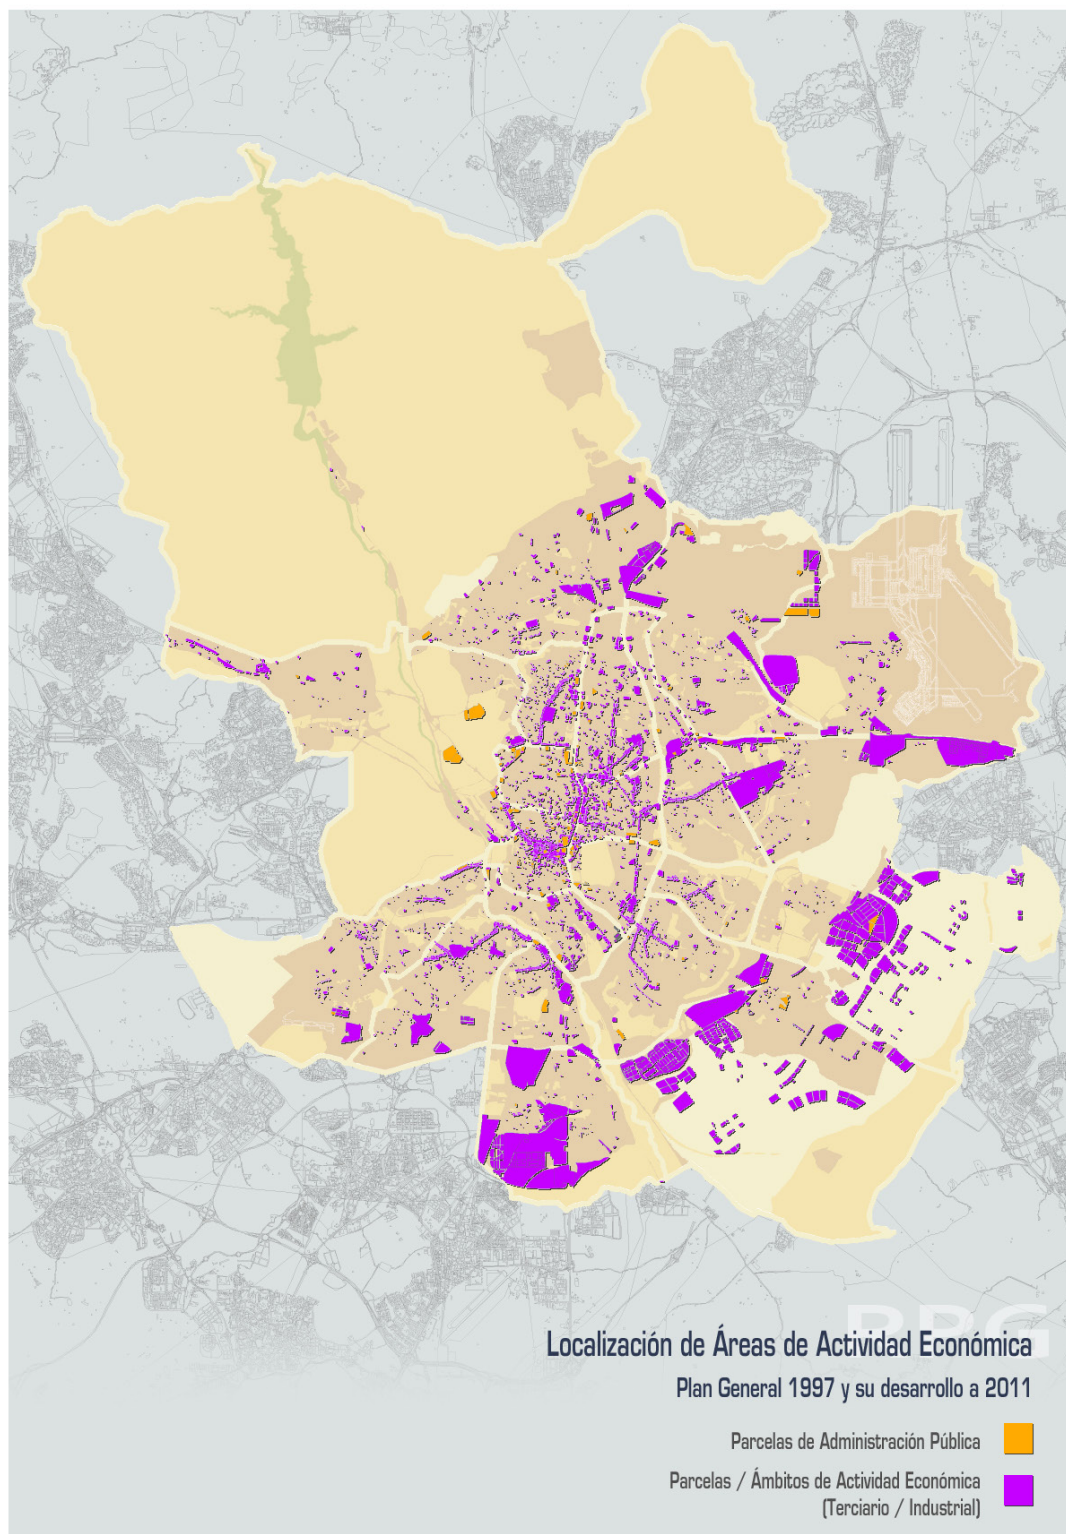 RPG
Localización de Áreas de Actividad Económica
Plan General 1997 y su desarrollo a 2011
Parcelas de Administración Pública
Parcelas / Ámbitos de Actividad Económica
(Terciario / Industrial)